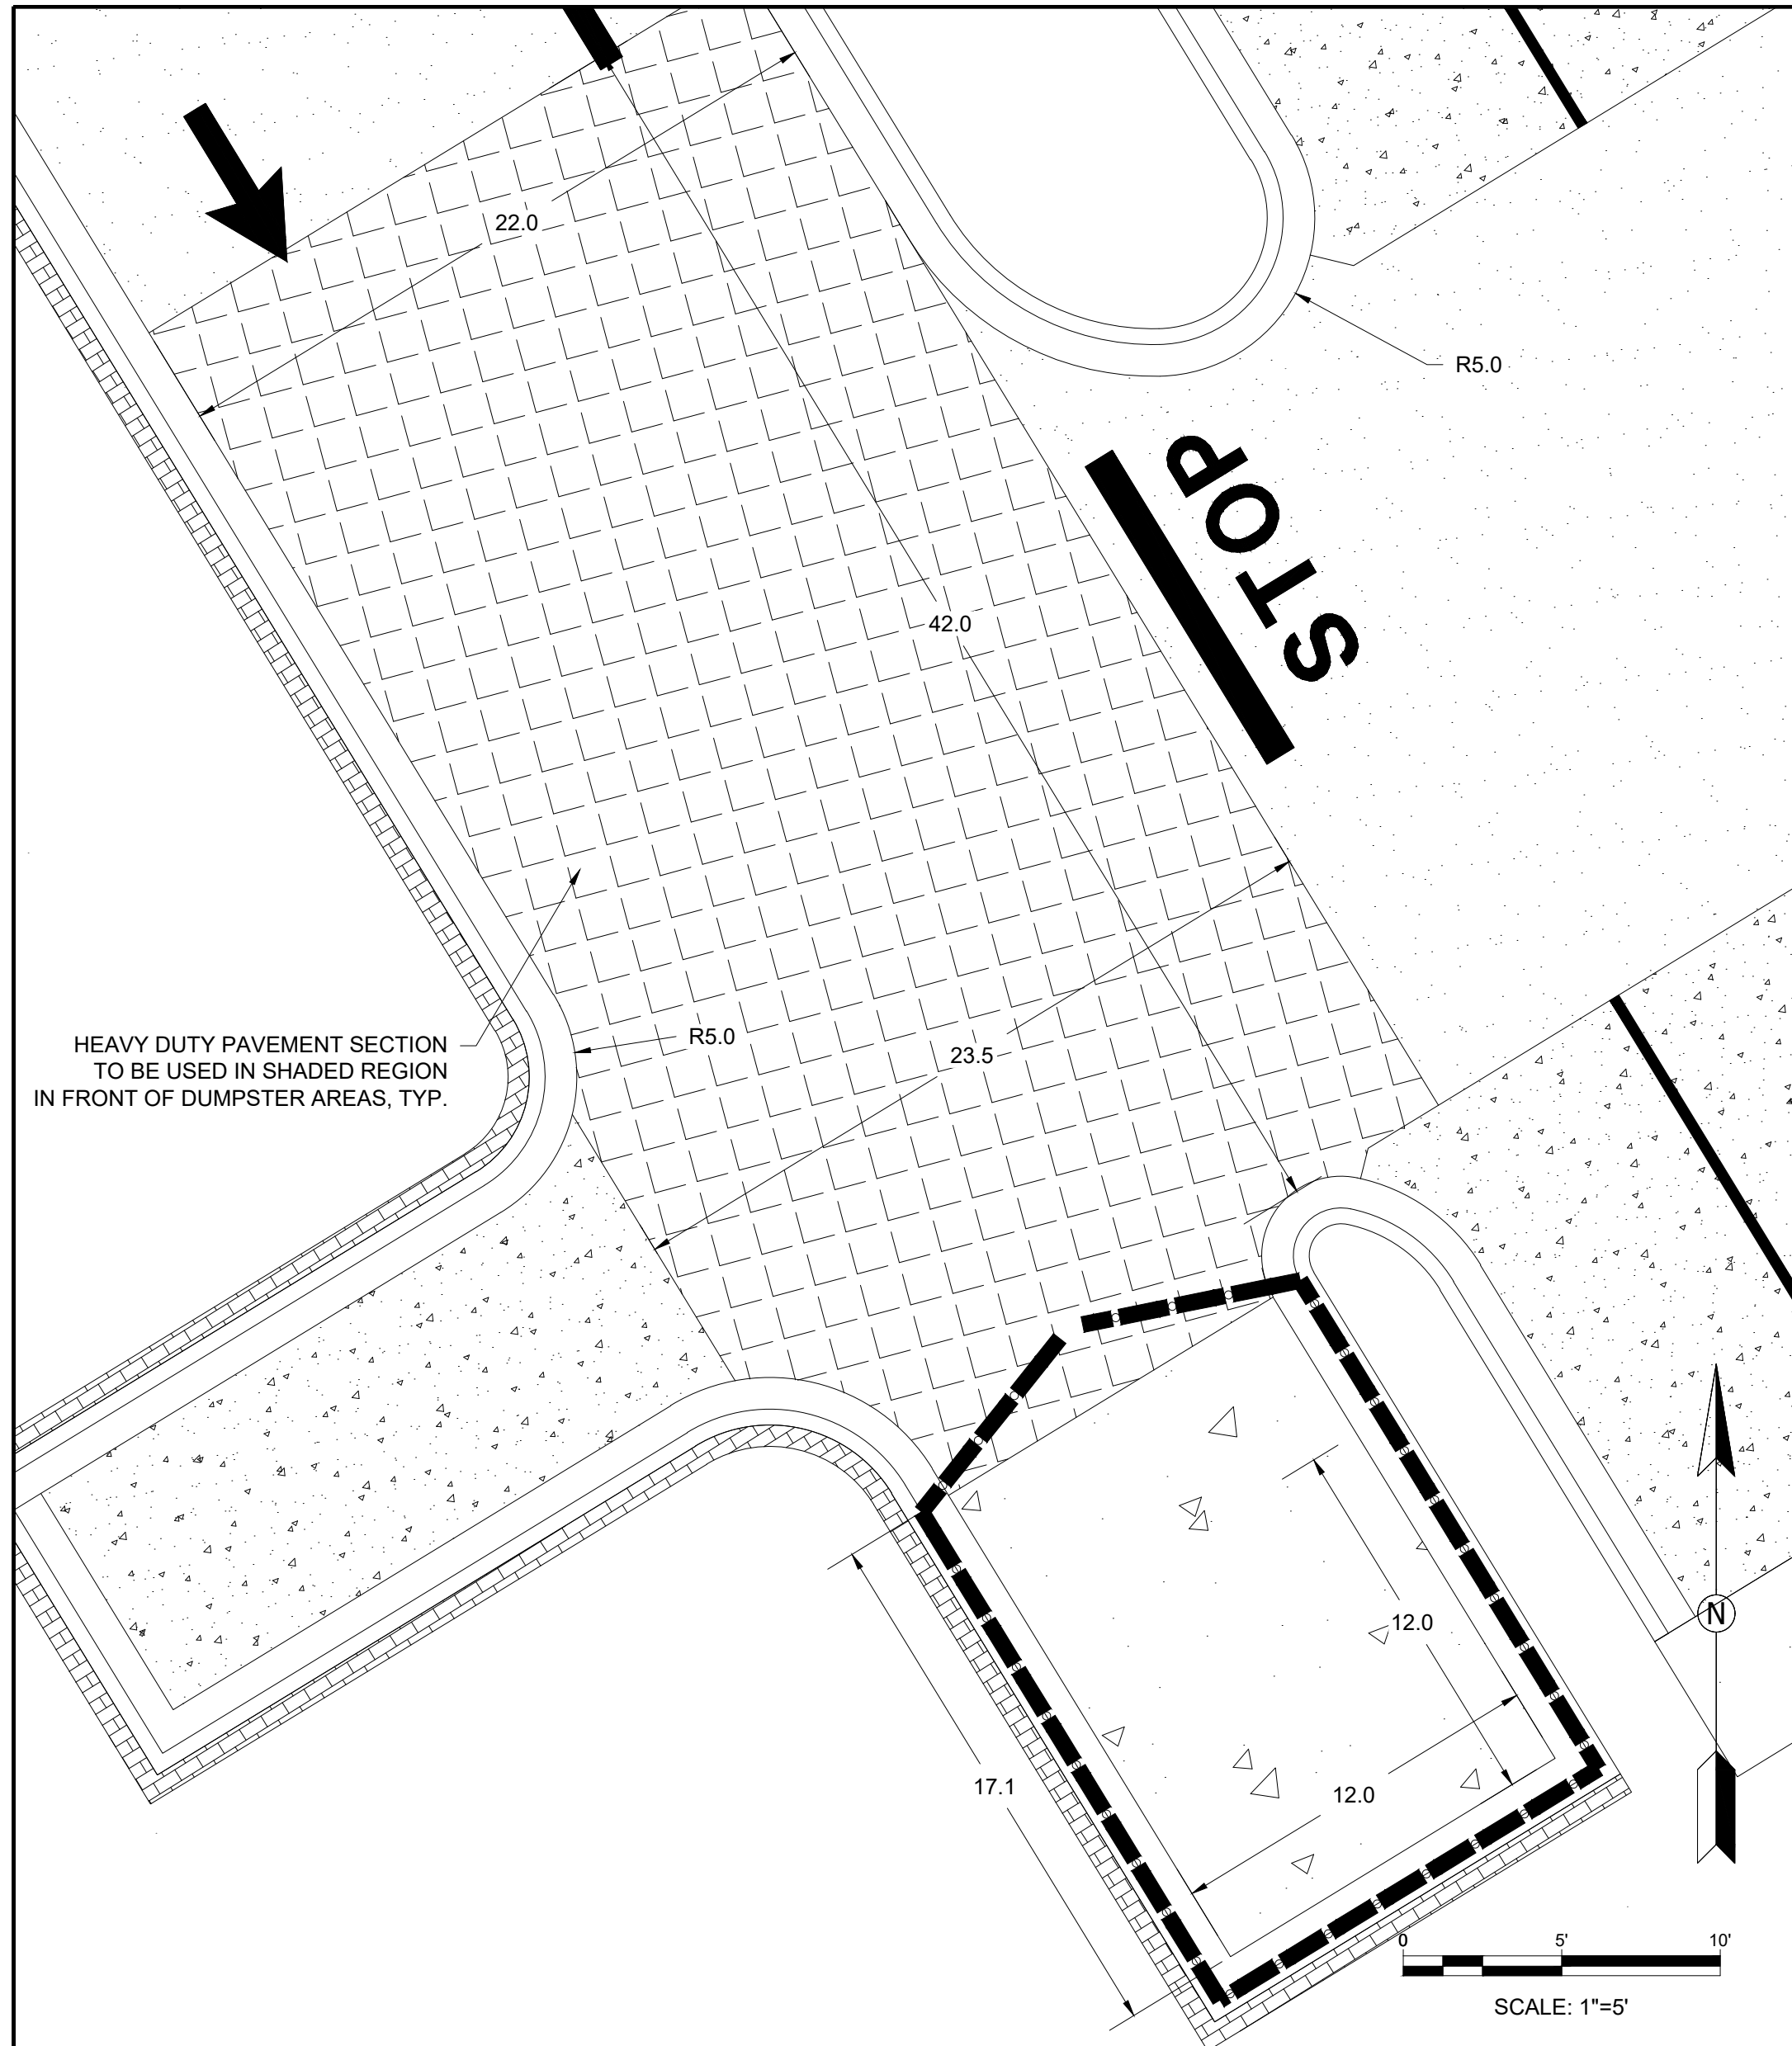 22.0
R5.0
STOP
42.0
HEAVY DUTY PAVEMENT SECTION
TO BE USED IN SHADED REGION
IN FRONT OF DUMPSTER AREAS, TYP.
R5.0
23.5
N
12.0
17.1
12.0
0 5' 10'
SCALE: 1"=5'